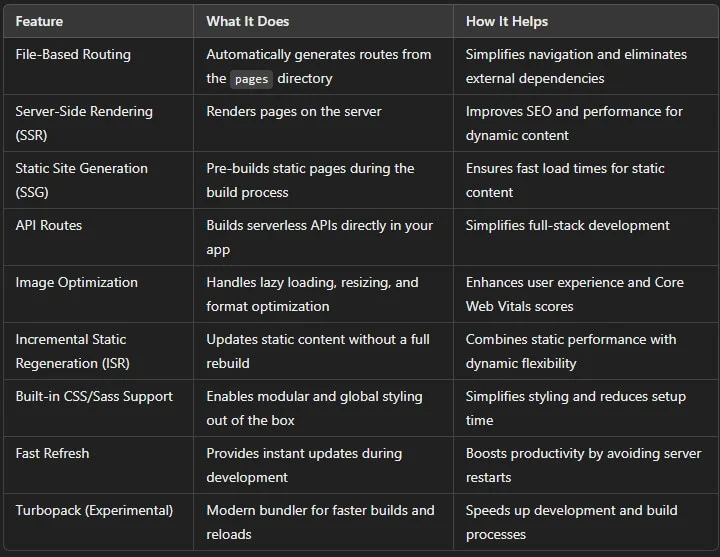 Feature What It Does How It Helps
File-Based Routing Automatically generates routes from Simplifies navigation and eliminates
the pages directory external dependencies
Server-Side Rendering Renders pages on the server Improves SEO and performance for
(SSR) dynamic content
Static Site Generation Pre-builds static pages during the Ensures fast load times for static
(SSG) build process content
API Routes Builds serverless APIs directly in your Simplifies full-stack development
app
Image Optimization Handles lazy loading, resizing, and Enhances user experience and Core
format optimization Web Vitals scores
Incremental Static Updates static content without a full Combines static performance with
Regeneration (ISR) rebuild dynamic flexibility
Built-in CSS/Sass Support Enables modular and global styling Simplifies styling and reduces setup
out of the box time
Fast Refresh Provides instant updates during Boosts productivity by avoiding server
development restarts
Turbopack (Experimental) Modern bundler for faster builds and Speeds up development and build
reloads processes